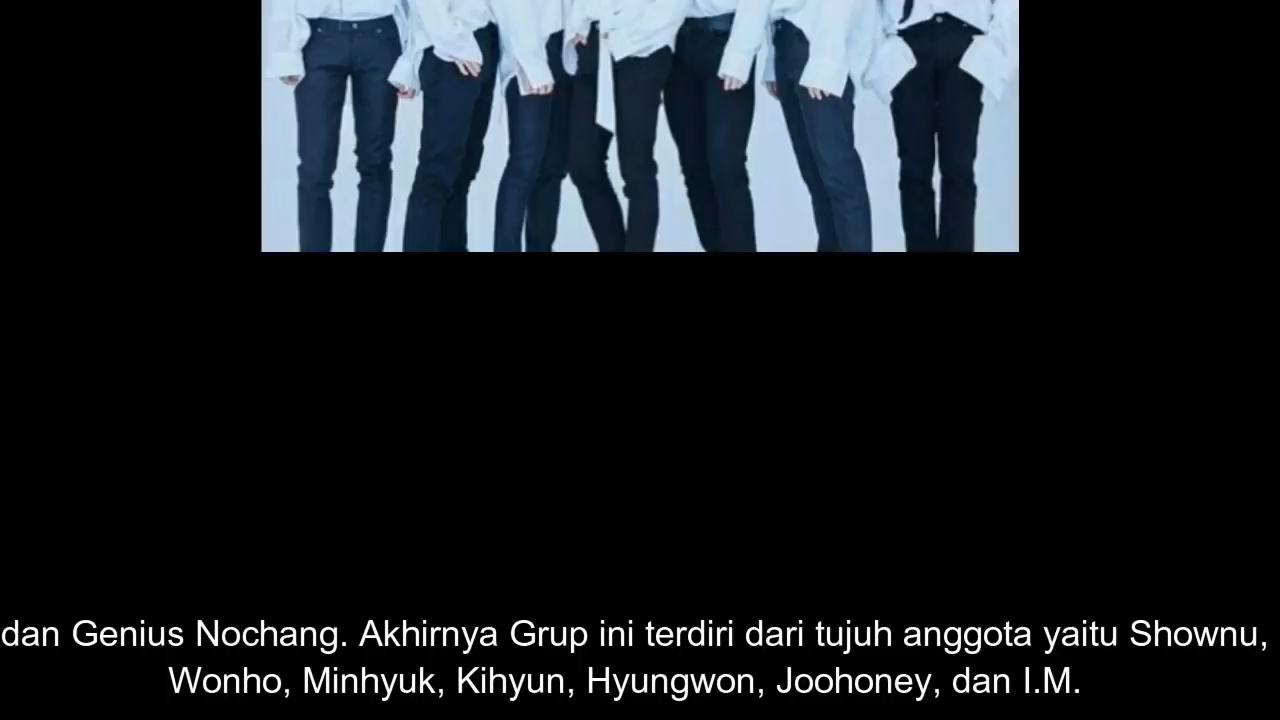 dan Genius Nochang. Akhirnya Grup ini terdiri dari tujuh anggota yaitu Shownu,
Wonho, Minhyuk, Kihyun, Hyungwon, Joohoney, dan I.M.